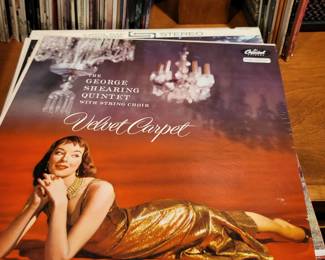 STEREO
Capitol
THE
GEORGE
SHEARING
QUINTET
WITH STRING CHOIR
Velvet Carpet